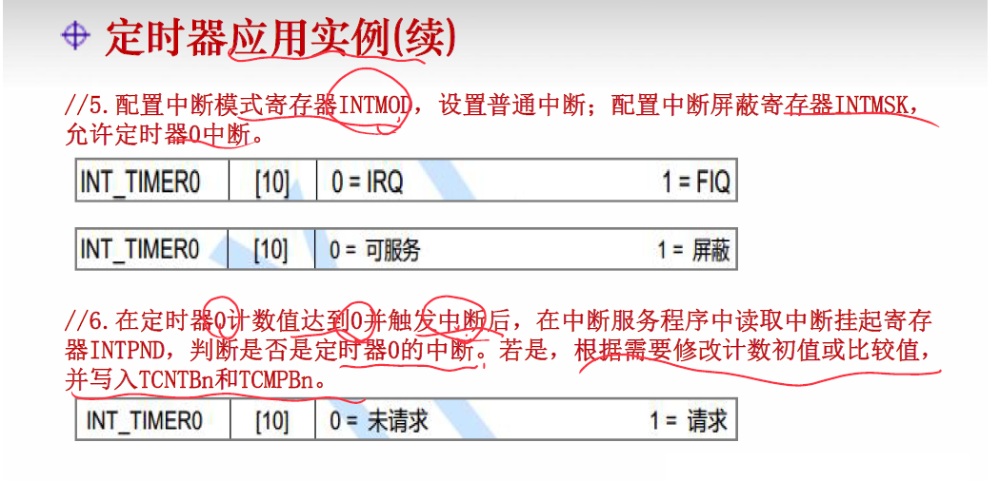 定时器应用实例(续)
//5.配置中断模式寄存器INTMOD，设置普通中断；配置中断屏蔽寄存器INTMSK，
允许定时器0中断。
INT_TIMER0 [10] 0 = IRQ 1 = FIQ
INT_TIMER0 [10] 0 = 可服务 1 = 屏蔽
//6.在定时器0计数值达到0并触发中断后，在中断服务程序中读取中断挂起寄存
器INTPND，判断是否是定时器0的中断。若是，根据需要修改计数初值或比较值，
并写入TCNTBn和TCMPBn。
INT_TIMER0 [10] 0 = 未请求 1 = 请求